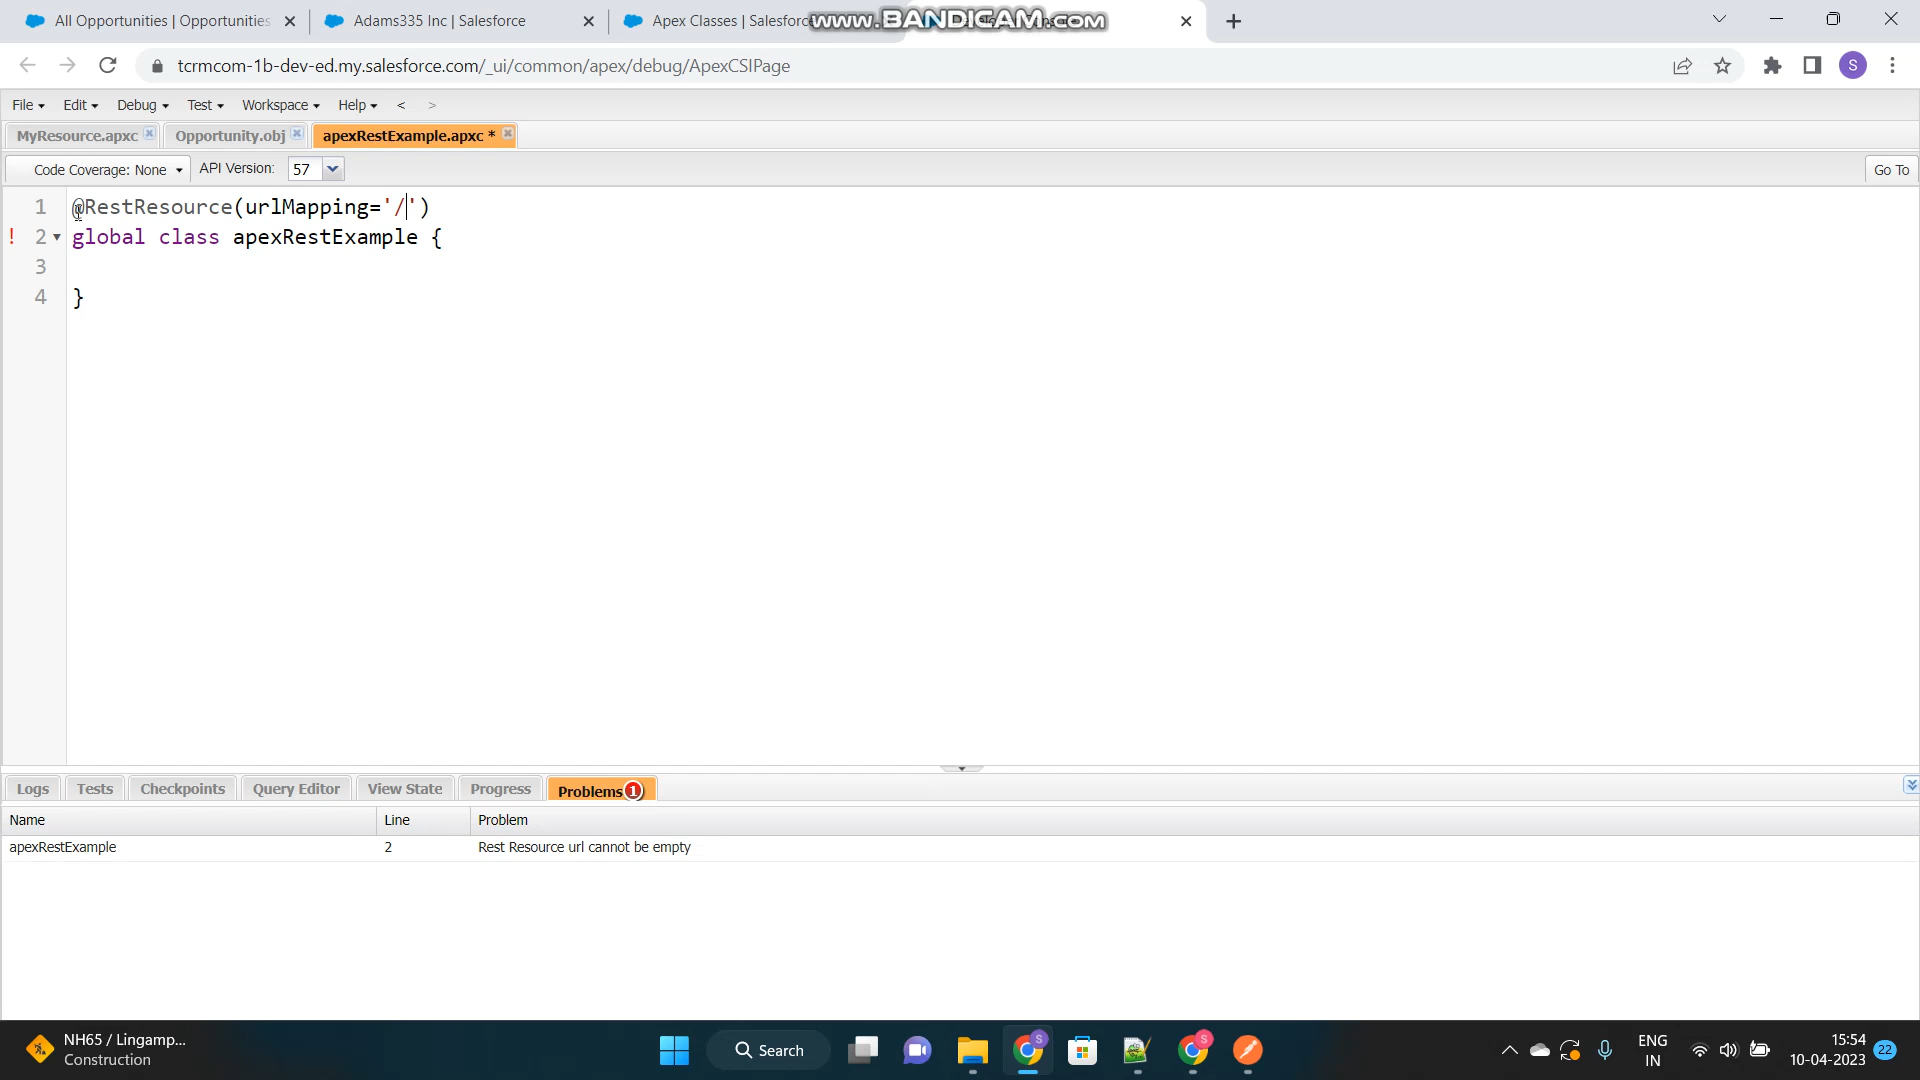 All Opportunities | Opportunities
Adams335 Inc | Salesforce
Apex Classes | Salesforce
www.BANDICAM.com
tcrmcom-1b-dev-ed.my.salesforce.com/_ui/common/apex/debug/ApexCSIPage
S
File Edit Debug Test Workspace Help < >
MyResource.apxc
Opportunity.obj
apexRestExample.apxc *
Code Coverage: None
API Version:
57
Go To
1 @RestResource(urlMapping='/')
! 2 global class apexRestExample {
3
4 }
Logs Tests Checkpoints Query Editor View State Progress Problems 1
Name Line Problem
apexRestExample 2 Rest Resource url cannot be empty
NH65 / Lingamp...
Construction
Search
S
S
ENG
IN
15:54
10-04-2023
22